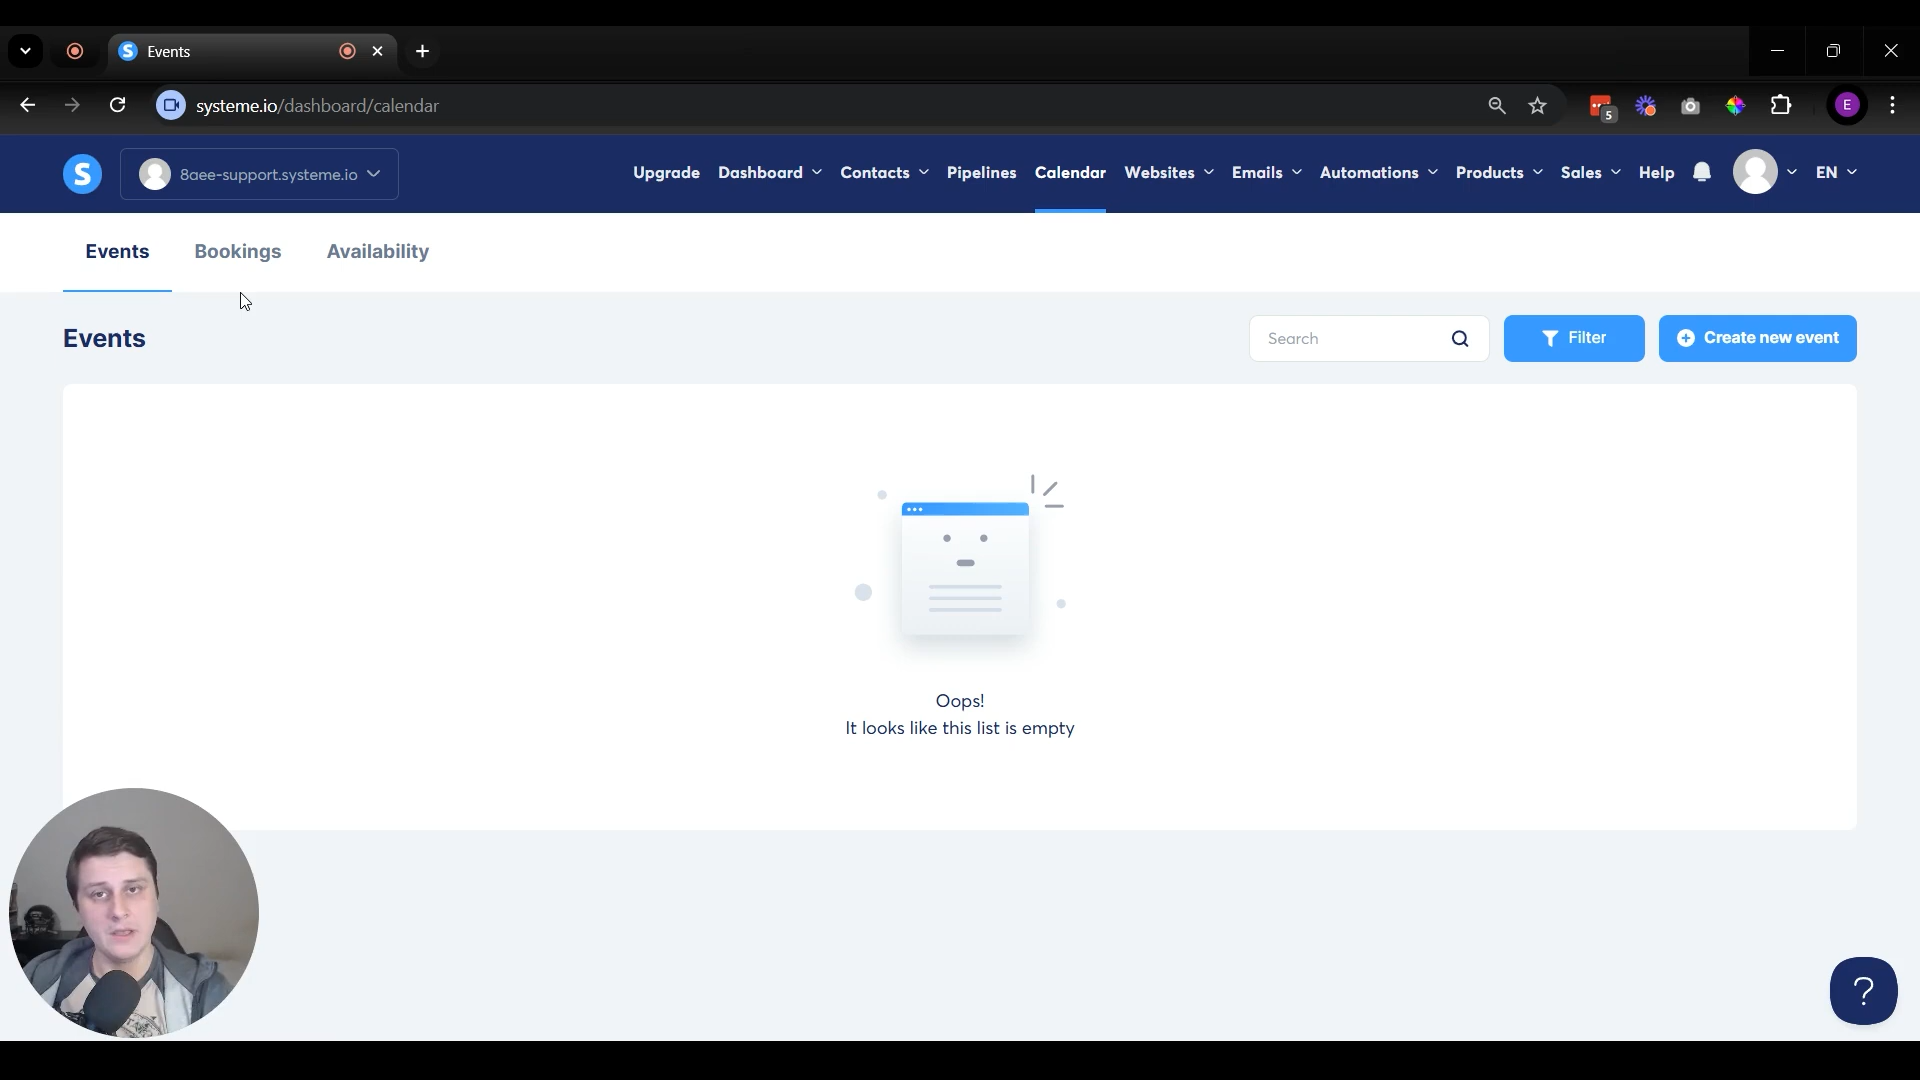 Events
systeme.io/dashboard/calendar
5
E
S
8aee-support.systeme.io
Upgrade
Dashboard
Contacts
Pipelines
Calendar
Websites
Emails
Automations
Products
Sales
Help
EN
Events
Bookings
Availability
Events
Search
Filter
Create new event
Oops!
It looks like this list is empty
?